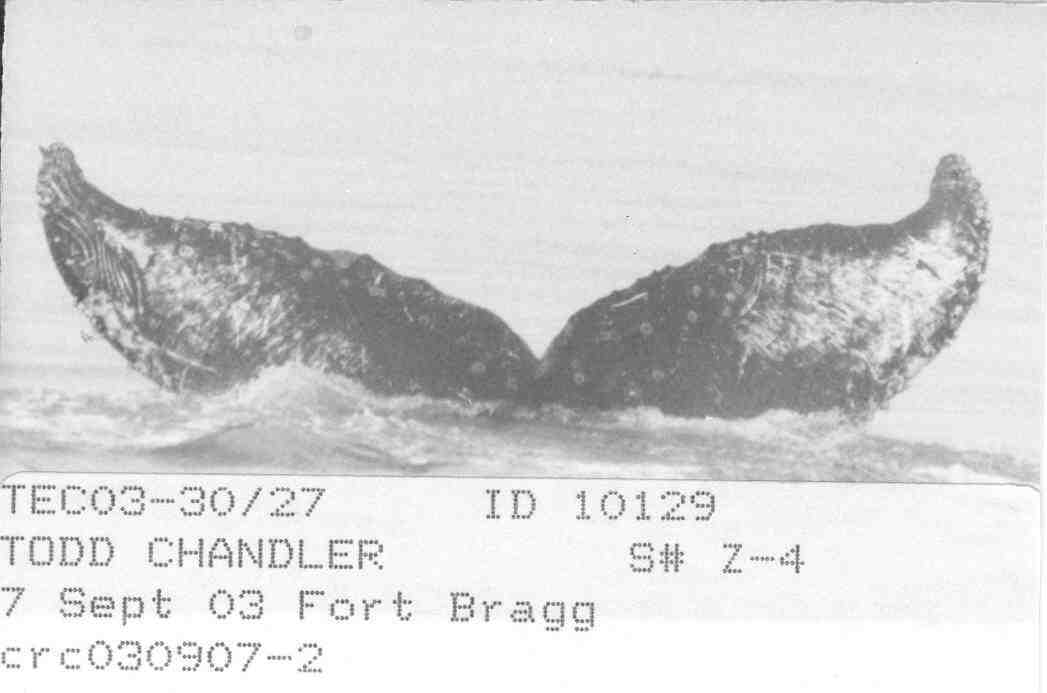 TEC03-30/27 ID 10129
TODD CHANDLER S# Z-4
7 Sept 03 Fort Bragg
crc030907-2